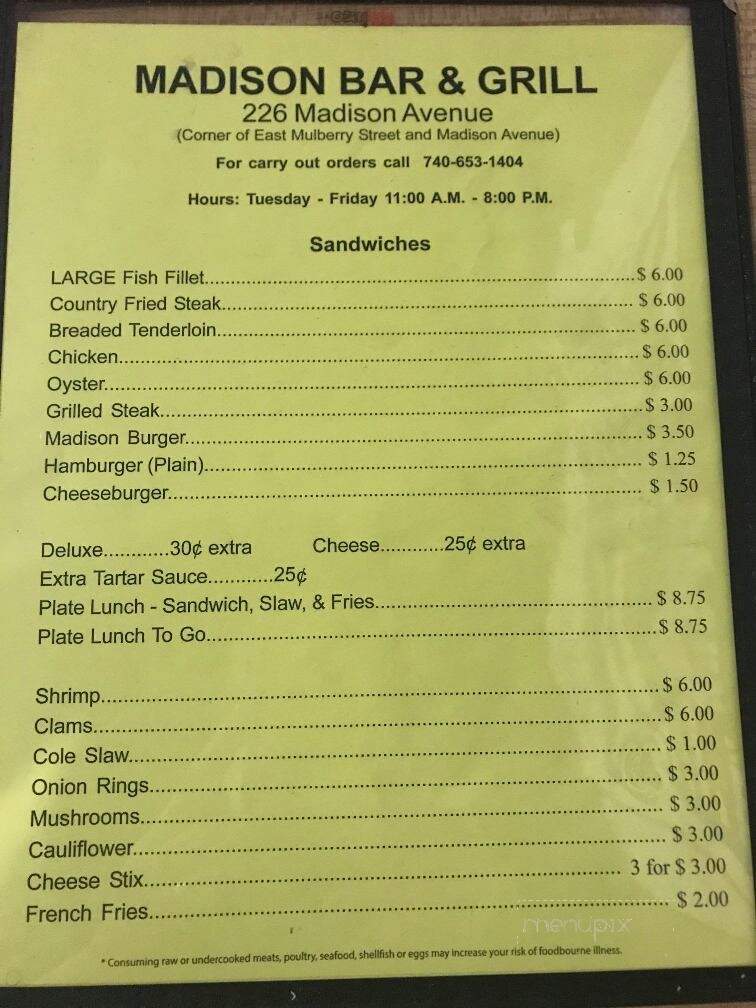 MADISON BAR & GRILL
226 Madison Avenue
(Corner of East Mulberry Street and Madison Avenue)
For carry out orders call 740-653-1404
Hours: Tuesday - Friday 11:00 A.M. - 8:00 P.M.
Sandwiches
LARGE Fish Fillet..........$ 6.00
Country Fried Steak..........$ 6.00
Breaded Tenderloin..........$ 6.00
Chicken..........$ 6.00
Oyster..........$ 6.00
Grilled Steak..........$ 3.00
Madison Burger..........$ 3.50
Hamburger (Plain)..........$ 1.25
Cheeseburger..........$ 1.50
Deluxe............30¢ extra Cheese............25¢ extra
Extra Tartar Sauce............25¢
Plate Lunch - Sandwich, Slaw, & Fries..........$ 8.75
Plate Lunch To Go..........$ 8.75
Shrimp..........$ 6.00
Clams..........$ 6.00
Cole Slaw..........$ 1.00
Onion Rings..........$ 3.00
Mushrooms..........$ 3.00
Cauliflower..........$ 3.00
Cheese Stix..........3 for $ 3.00
French Fries..........$ 2.00
menupix
* Consuming raw or undercooked meats, poultry, seafood, shellfish or eggs may increase your risk of foodbourne illness.